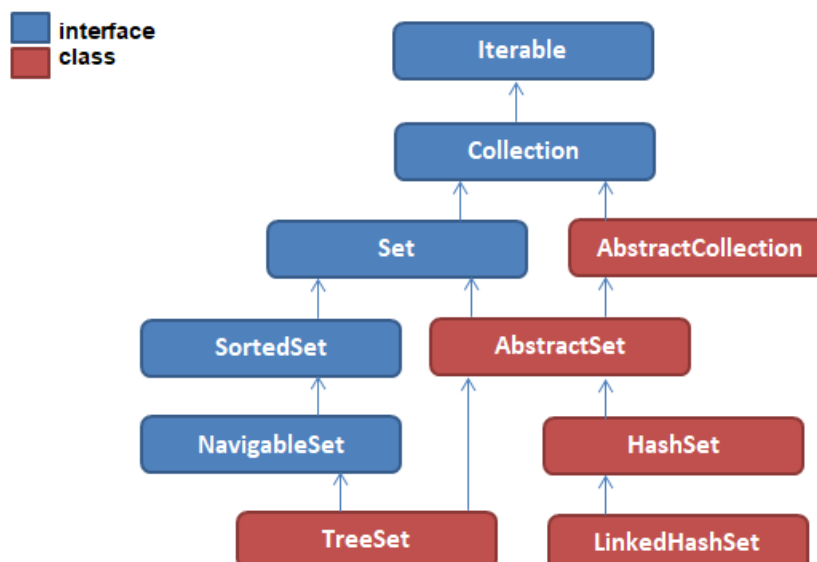 interface
class
Iterable
Collection
Set
AbstractCollection
SortedSet
AbstractSet
NavigableSet
HashSet
TreeSet
LinkedHashSet